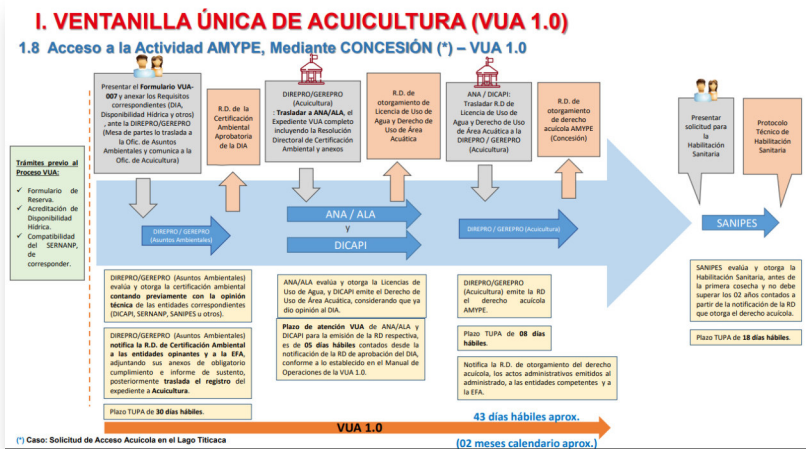 I. VENTANILLA ÚNICA DE ACUICULTURA (VUA 1.0)
1.8 Acceso a la Actividad AMYPE, Mediante CONCESIÓN (*) – VUA 1.0
Trámites previo al
Proceso VUA:
✓ Formulario de
Reserva.
✓ Acreditación de
Disponibilidad
Hídrica.
✓ Compatibilidad
del SERNANP,
de
corresponder.
Presentar el Formulario VUA-
007 y anexar los Requisitos
correspondientes (DIA,
Disponibilidad Hídrica y otros)
, ante la DIREPRO/GEREPRO
(Mesa de partes lo traslada a
la Ofic. de Asuntos
Ambientales y comunica a la
Ofic. de Acuicultura)
R.D. de la
Certificación
Ambiental
Aprobatoria
de la DIA
DIREPRO/GEREPRO
(Acuicultura)
: Trasladar a ANA/ALA, el
Expediente VUA completo
incluyendo la Resolución
Directoral de Certificación
Ambiental y anexos
R.D. de
otorgamiento de
Licencia de Uso de
Agua y Derecho de
Uso de Área
Acuática
ANA / DICAPI:
Trasladar R.D de
Licencia de Uso de
Agua y Derecho de Uso
de Área Acuática a la
DIREPRO / GEREPRO
(Acuicultura)
R.D. de
otorgamiento
de derecho
acuícola AMYPE
(Concesión)
Presentar
solicitud para
la
Habilitación
Sanitaria
Protocolo
Técnico de
Habilitación
Sanitaria
DIREPRO / GEREPRO
(Asuntos Ambientales)
ANA / ALA
y
DICAPI
DIREPRO / GEREPRO (Acuicultura)
SANIPES
DIREPRO/GEREPRO (Asuntos Ambientales)
evalúa y otorga la certificación ambiental
contando previamente con la opinión
técnica de las entidades correspondientes
(DICAPI, SERNANP, SANIPES u otros).
DIREPRO/GEREPRO (Asuntos Ambientales)
notifica la R.D. de Certificación Ambiental
a las entidades opinantes y a la EFA,
adjuntando sus anexos de obligatorio
cumplimiento e informe de sustento,
posteriormente traslada el registro del
expediente a Acuicultura.
Plazo TUPA de 30 días hábiles.
ANA/ALA evalúa y otorga la Licencias de
Uso de Agua, y DICAPI emite el Derecho de
Uso de Área Acuática, considerando que ya
dio opinión al DIA.
Plazo de atención VUA de ANA/ALA y
DICAPI para la emisión de la RD respectiva,
es de 05 días hábiles contados desde la
notificación de la RD de aprobación del DIA,
conforme a lo establecido en el Manual de
Operaciones de la VUA 1.0.
DIREPRO/GEREPRO
(Acuicultura) emite la RD
el derecho acuícola
AMYPE.
Plazo TUPA de 08 días
hábiles.
Notifica la R.D. de otorgamiento del derecho
acuícola, los actos administrativos emitidos al
administrado, a las entidades competentes y a
la EFA.
SANIPES evalúa y otorga la
Habilitación Sanitaria, antes de
la primera cosecha y no debe
superar los 02 años contados a
partir de la notificación de la RD
que otorga el derecho acuícola.
Plazo TUPA de 18 días hábiles.
43 días hábiles aprox.
VUA 1.0
(02 meses calendario aprox.)
(*) Caso: Solicitud de Acceso Acuícola en el Lago Titicaca